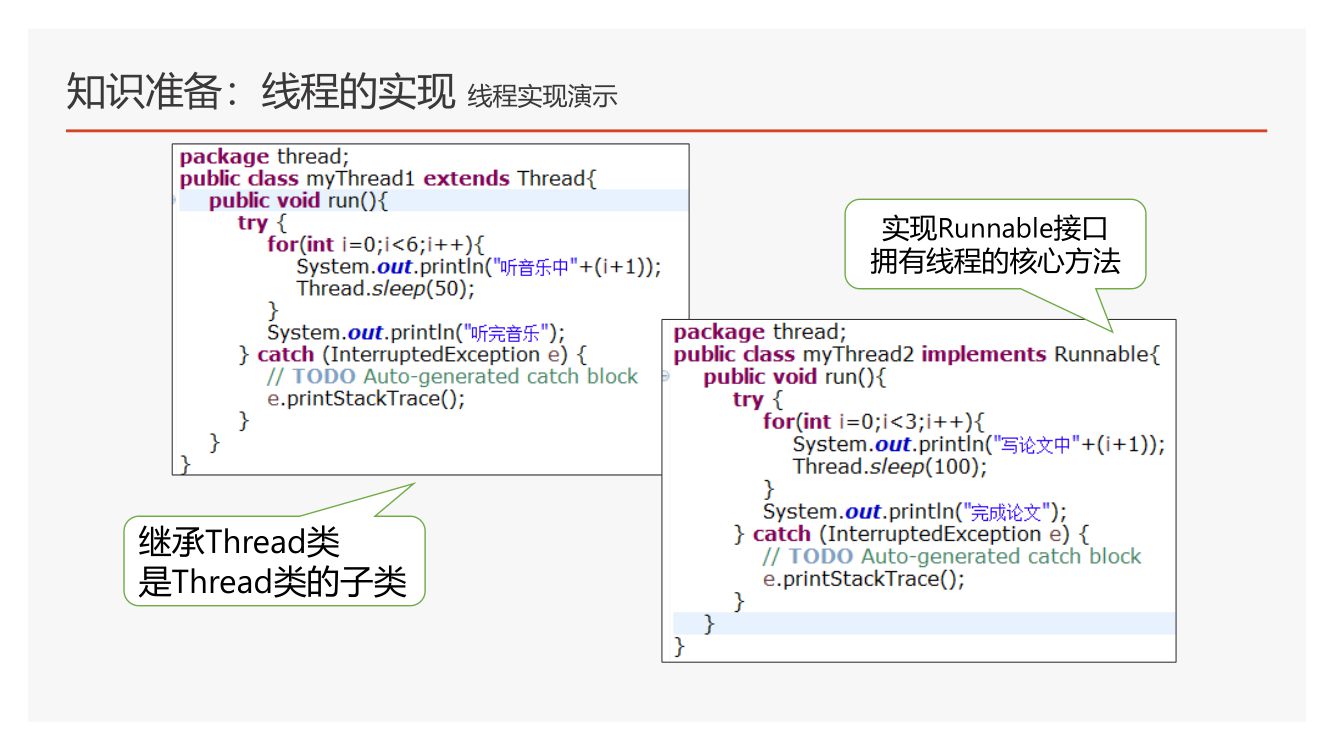 知识准备：线程的实现 线程实现演示
package thread;
public class myThread1 extends Thread{
public void run(){
try {
for(int i=0;i<6;i++){
System.out.println("听音乐中"+(i+1));
Thread.sleep(50);
}
System.out.println("听完音乐");
} catch (InterruptedException e) {
// TODO Auto-generated catch block
e.printStackTrace();
}
}
}
继承Thread类
是Thread类的子类
实现Runnable接口
拥有线程的核心方法
package thread;
public class myThread2 implements Runnable{
public void run(){
try {
for(int i=0;i<3;i++){
System.out.println("写论文中"+(i+1));
Thread.sleep(100);
}
System.out.println("完成论文");
} catch (InterruptedException e) {
// TODO Auto-generated catch block
e.printStackTrace();
}
}
}